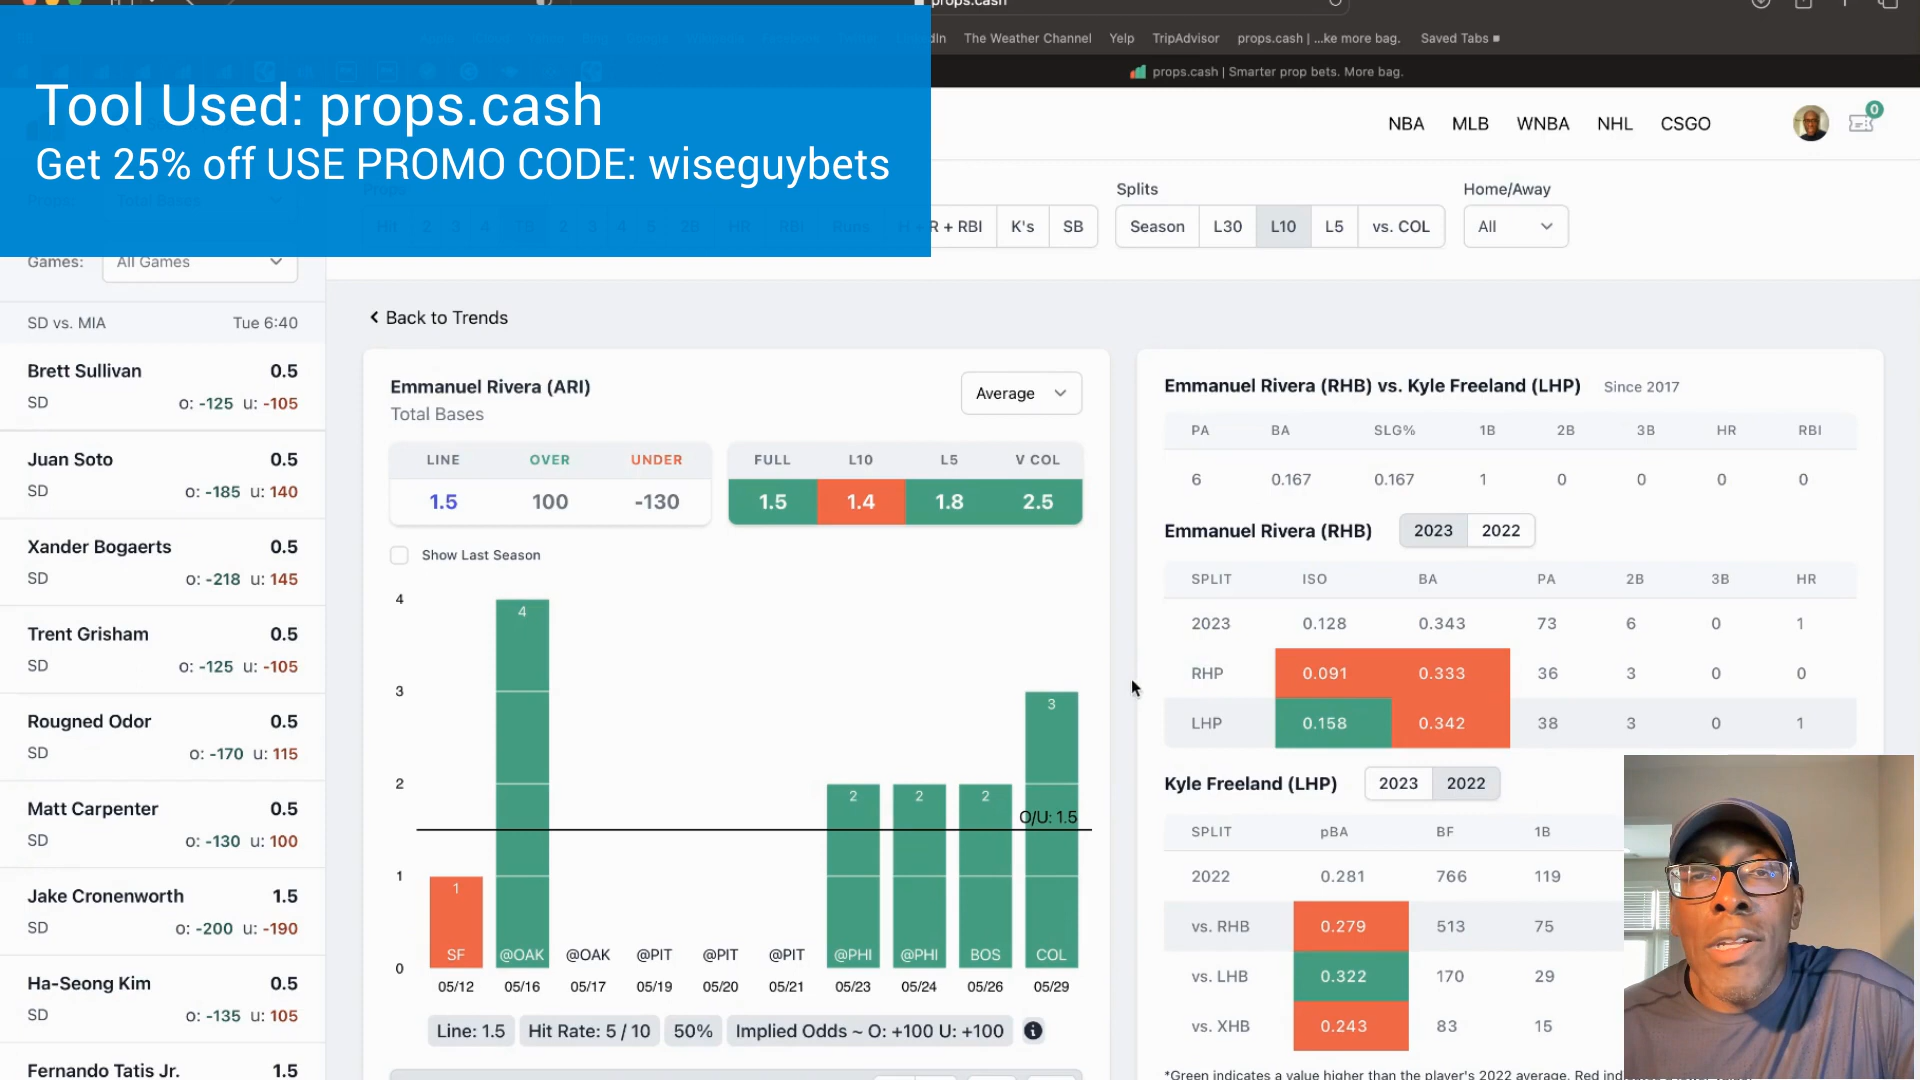 props.cash
The Weather Channel Yelp TripAdvisor props.cash | ...ke more bag. Saved Tabs
props.cash | Smarter prop bets. More bag.
Tool Used: props.cash
Get 25% off USE PROMO CODE: wiseguybets
NBA MLB WNBA NHL CSGO
0
Splits Home/Away
R + RBI K's SB Season L30 L10 L5 vs. COL All
Games: All Games
Back to Trends
SD vs. MIA Tue 6:40
Brett Sullivan 0.5
SD o: -125 u: -105
Juan Soto 0.5
SD o: -185 u: 140
Xander Bogaerts 0.5
SD o: -218 u: 145
Trent Grisham 0.5
SD o: -125 u: -105
Rougned Odor 0.5
SD o: -170 u: 115
Matt Carpenter 0.5
SD o: -130 u: 100
Jake Cronenworth 1.5
SD o: -200 u: -190
Ha-Seong Kim 0.5
SD o: -135 u: 105
Fernando Tatis Jr. 1.5
Emmanuel Rivera (ARI)
Total Bases
Average
LINE OVER UNDER
1.5 100 -130
FULL L10 L5 V COL
1.5 1.4 1.8 2.5
Show Last Season
4
3
2
1
0
1 4 2 2 2 3
O/U: 1.5
SF @OAK @OAK @PIT @PIT @PIT @PHI @PHI BOS COL
05/12 05/16 05/17 05/19 05/20 05/21 05/23 05/24 05/26 05/29
Line: 1.5 Hit Rate: 5 / 10 50% Implied Odds ~ O: +100 U: +100
Emmanuel Rivera (RHB) vs. Kyle Freeland (LHP) Since 2017
PA BA SLG% 1B 2B 3B HR RBI
6 0.167 0.167 1 0 0 0 0
Emmanuel Rivera (RHB) 2023 2022
SPLIT ISO BA PA 2B 3B HR
2023 0.128 0.343 73 6 0 1
RHP 0.091 0.333 36 3 0 0
LHP 0.158 0.342 38 3 0 1
Kyle Freeland (LHP) 2023 2022
SPLIT pBA BF 1B
2022 0.281 766 119
vs. RHB 0.279 513 75
vs. LHB 0.322 170 29
vs. XHB 0.243 83 15
*Green indicates a value higher than the player's 2022 average. Red